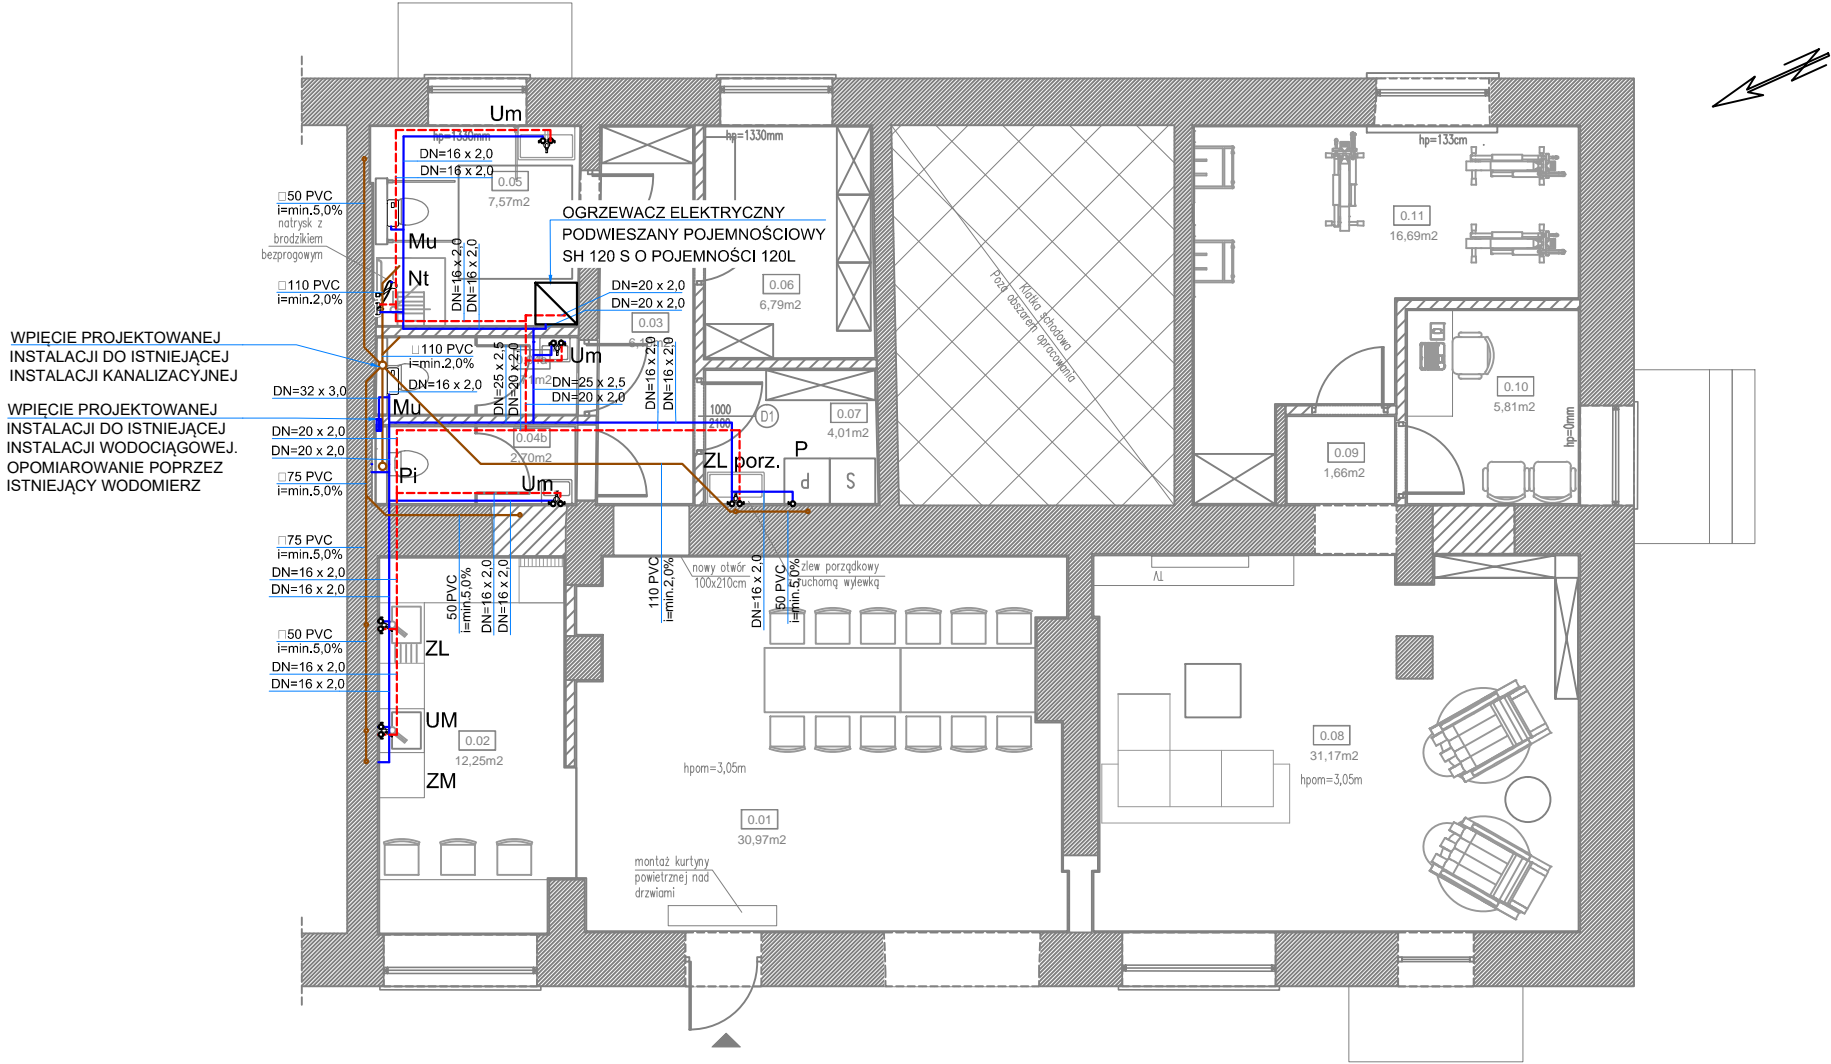 Um
hp=1330mm
DN=16 x 2,0
DN=16 x 2,0
0.05
7,57m2
□50 PVC
i=min.5,0%
natrysk z
brodzikiem
bezprogowym
□110 PVC
i=min.2,0%
Mu
Nt
DN=16 x 2,0
DN=16 x 2,0
OGRZEWACZ ELEKTRYCZNY
PODWIESZANY POJEMNOŚCIOWY
SH 120 S O POJEMNOŚCI 120L
DN=20 x 2,0
DN=20 x 2,0
0.03
hp=1330mm
0.06
6,79m2
Klatka schodowa
Poza obszarem opracowania
hp=133cm
0.11
16,69m2
WPIĘCIE PROJEKTOWANEJ
INSTALACJI DO ISTNIEJĄCEJ
INSTALACJI KANALIZACYJNEJ
DN=32 x 3,0
WPIĘCIE PROJEKTOWANEJ
INSTALACJI DO ISTNIEJĄCEJ
INSTALACJI WODOCIĄGOWEJ.
OPOMIAROWANIE POPRZEZ
ISTNIEJĄCY WODOMIERZ
□110 PVC
i=min.2,0%
DN=16 x 2,0
Mu
DN=25 x 2,5
DN=20 x 2,0
Um
DN=25 x 2,5
DN=20 x 2,0
DN=16 x 2,0
DN=16 x 2,0
1000
2100
D1
0.07
4,01m2
0.10
5,81m2
hp=0mm
0.09
1,66m2
DN=20 x 2,0
DN=20 x 2,0
□75 PVC
i=min.5,0%
Pi
0.04b
2,70m2
Um
ZL porz.
P
d
S
□75 PVC
i=min.5,0%
DN=16 x 2,0
DN=16 x 2,0
50 PVC
i=min.5,0%
DN=16 x 2,0
DN=16 x 2,0
110 PVC
i=min.2,0%
nowy otwór
100x210cm
DN=16 x 2,0
50 PVC
i=min.5,0%
zlew porządkowy
ruchomą wylewką
TV
□50 PVC
i=min.5,0%
DN=16 x 2,0
DN=16 x 2,0
ZL
UM
ZM
0.02
12,25m2
hpom=3,05m
0.01
30,97m2
0.08
31,17m2
hpom=3,05m
montaż kurtyny
powietrznej nad
drzwiami